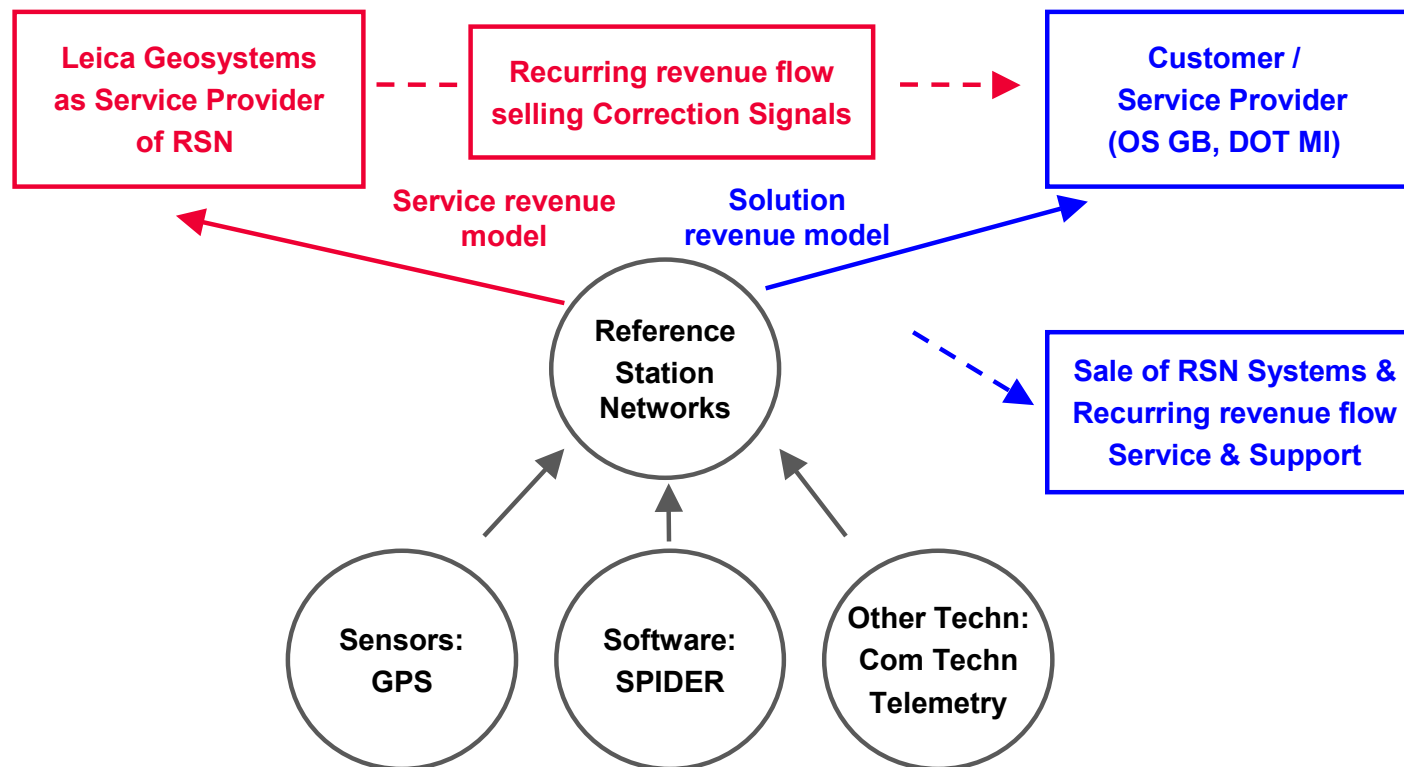 Leica Geosystems
as Service Provider
of RSN
Recurring revenue flow
selling Correction Signals
Customer /
Service Provider
(OS GB, DOT MI)
Service revenue
model
Solution
revenue model
Reference
Station
Networks
Sale of RSN Systems &
Recurring revenue flow
Service & Support
Sensors:
GPS
Software:
SPIDER
Other Techn:
Com Techn
Telemetry